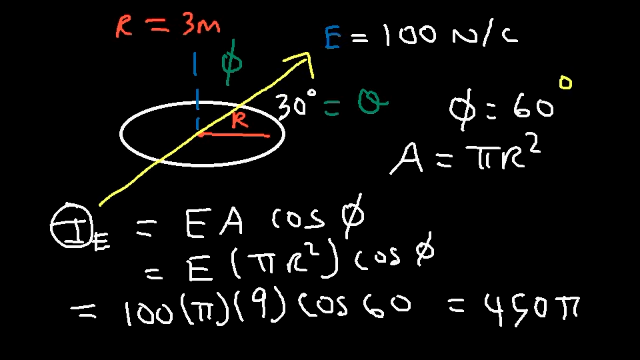 R = 3m
ϕ
E = 100 N/C
R
30° = θ
ϕ = 60°
A = πR²
Φ_E = EA cos ϕ
= E(πR²) cos ϕ
= 100(π)(9) cos 60 = 450π